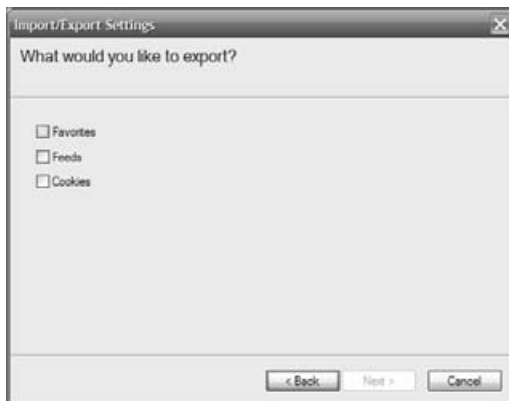 Import/Export Settings
What would you like to export?
Favorites
Feeds
Cookies
< Back
Next >
Cancel